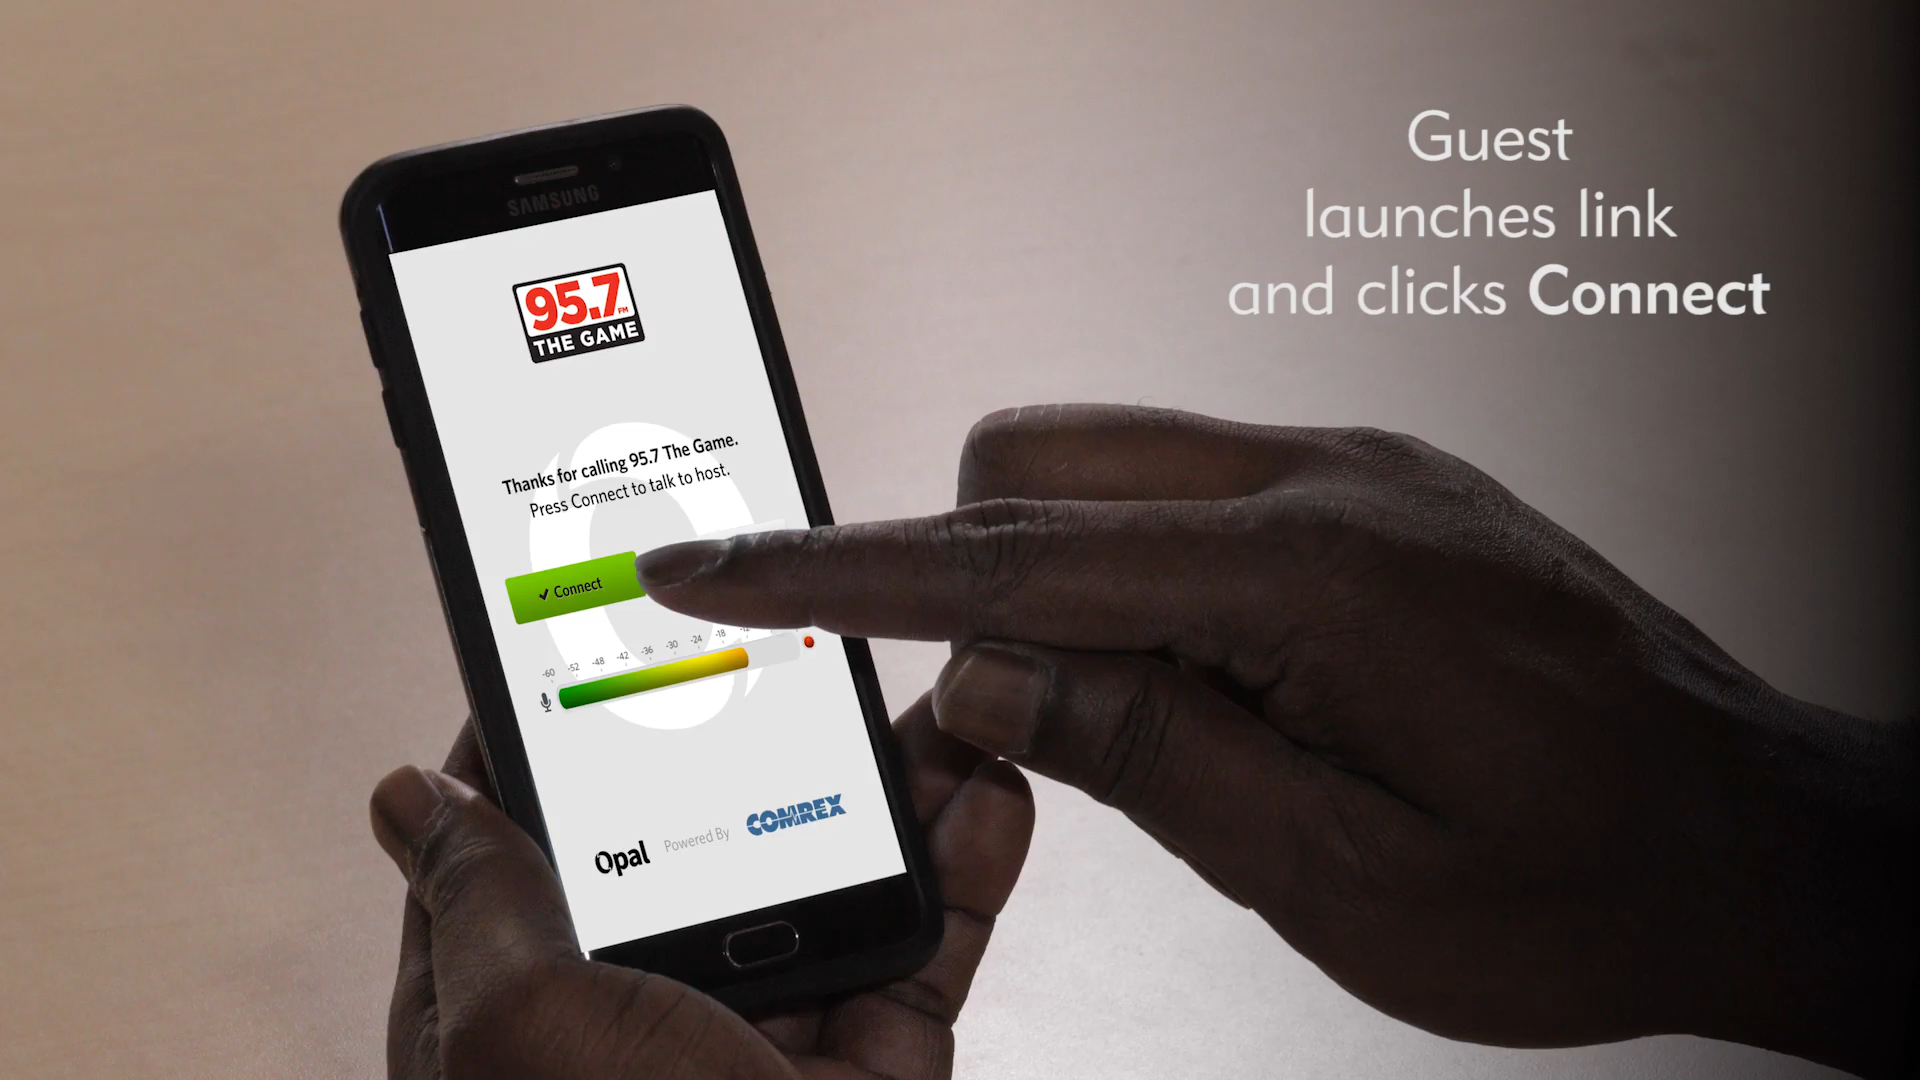 Guest
launches link
and clicks Connect
SAMSUNG
95.7
FM
THE GAME
Thanks for calling 95.7 The Game.
Press Connect to talk to host.
✓ Connect
-60 -52 -48 -42 -36 -30 -24 -18 -12
Opal Powered By COMREX